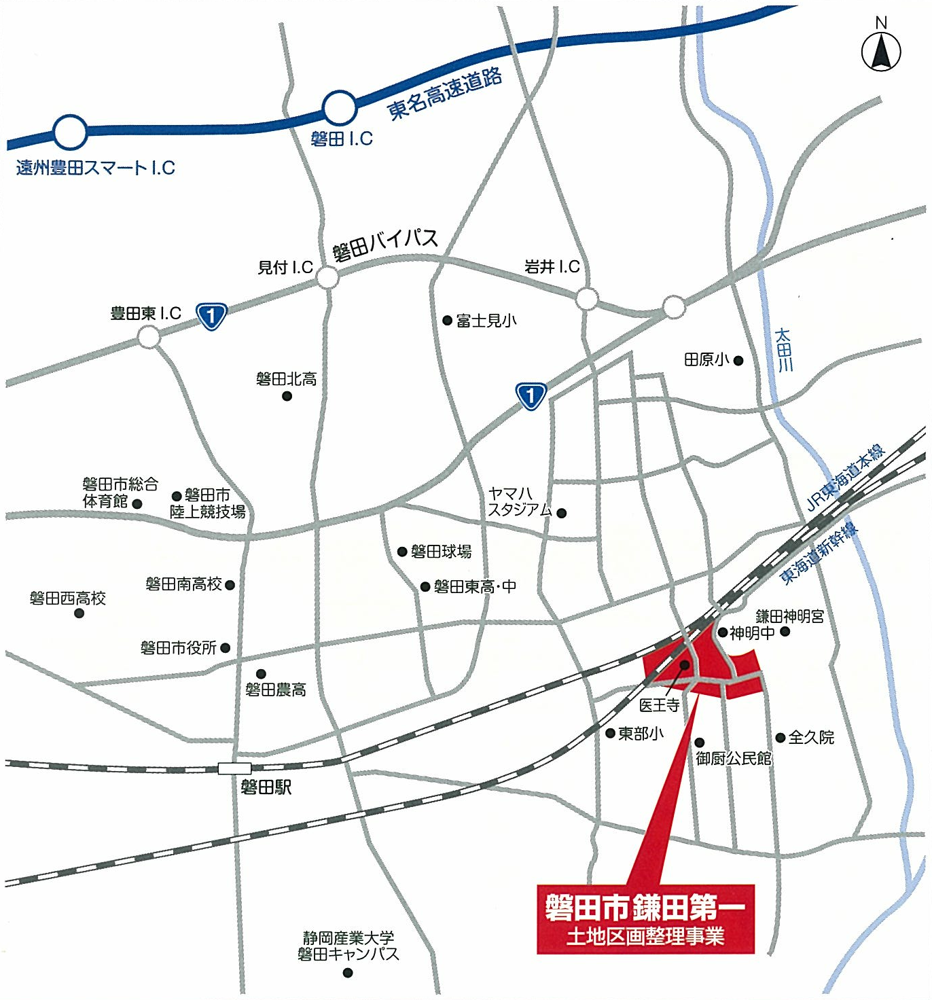 N
東名高速道路
磐田I.C
遠州豊田スマートI.C
磐田バイパス
見付I.C
岩井I.C
豊田東I.C
1
富士見小
太田川
田原小
磐田北高
1
JR東海道本線
磐田市総合
体育館
磐田市
陸上競技場
ヤマハ
スタジアム
東海道新幹線
磐田球場
磐田南高校
磐田東高・中
磐田西高校
鎌田神明宮
神明中
磐田市役所
磐田農高
医王寺
東部小
全久院
御厨公民館
磐田駅
磐田市鎌田第一
土地区画整理事業
静岡産業大学
磐田キャンパス